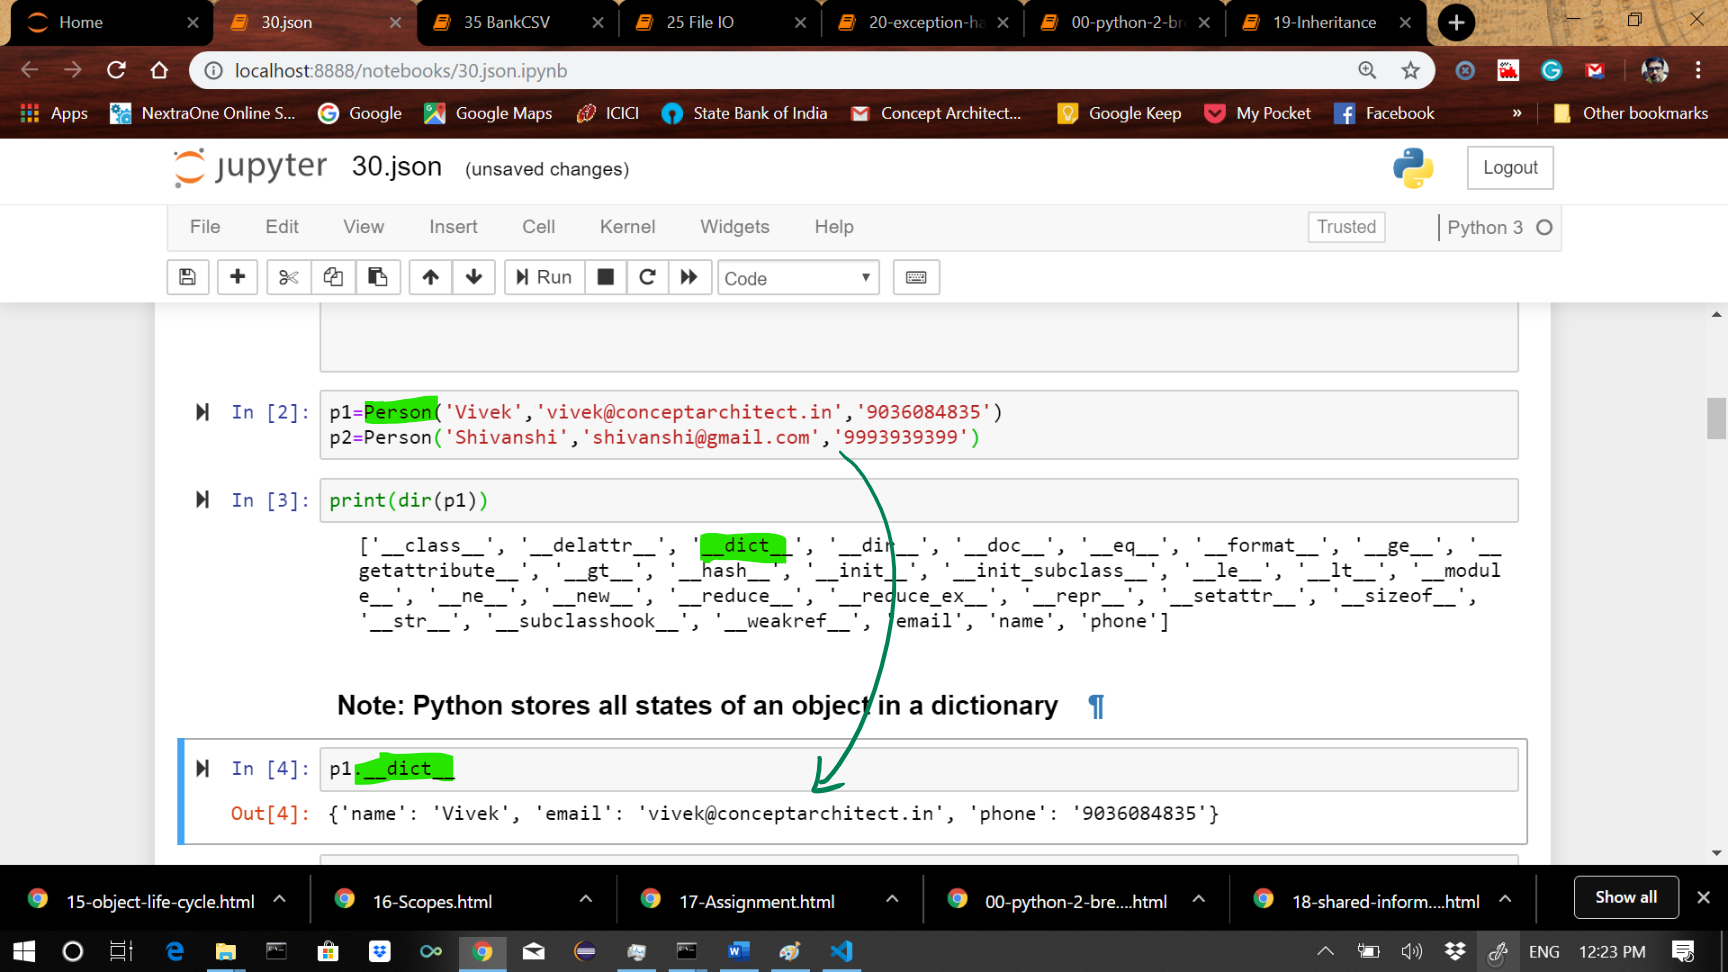 Home
30.json
35 BankCSV
25 File IO
20-exception-ha
00-python-2-bre
19-Inheritance
localhost:8888/notebooks/30.json.ipynb
Apps
NextraOne Online S...
Google
Google Maps
ICICI
State Bank of India
Concept Architect...
Google Keep
My Pocket
Facebook
»
Other bookmarks
jupyter 30.json (unsaved changes)
Logout
File Edit View Insert Cell Kernel Widgets Help
Trusted
Python 3
Run
Code
In [2]:
p1=Person('Vivek','vivek@conceptarchitect.in','9036084835')
p2=Person('Shivanshi','shivanshi@gmail.com','9993939399')
In [3]:
print(dir(p1))
['__class__', '__delattr__', '__dict__', '__dir__', '__doc__', '__eq__', '__format__', '__ge__', '__
getattribute__', '__gt__', '__hash__', '__init__', '__init_subclass__', '__le__', '__lt__', '__modul
e__', '__ne__', '__new__', '__reduce__', '__reduce_ex__', '__repr__', '__setattr__', '__sizeof__',
'__str__', '__subclasshook__', '__weakref__', 'email', 'name', 'phone']
Note: Python stores all states of an object in a dictionary ¶
In [4]:
p1.__dict__
Out[4]:
{'name': 'Vivek', 'email': 'vivek@conceptarchitect.in', 'phone': '9036084835'}
15-object-life-cycle.html
16-Scopes.html
17-Assignment.html
00-python-2-bre....html
18-shared-inform....html
Show all
ENG
12:23 PM